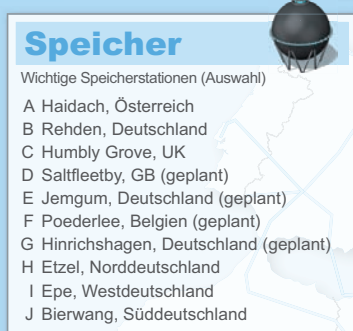 Speicher
Wichtige Speicherstationen (Auswahl)
A Haidach, Österreich
B Rehden, Deutschland
C Humbly Grove, UK
D Saltfleetby, GB (geplant)
E Jemgum, Deutschland (geplant)
F Poederlee, Belgien (geplant)
G Hinrichshagen, Deutschland (geplant)
H Etzel, Norddeutschland
I Epe, Westdeutschland
J Bierwang, Süddeutschland